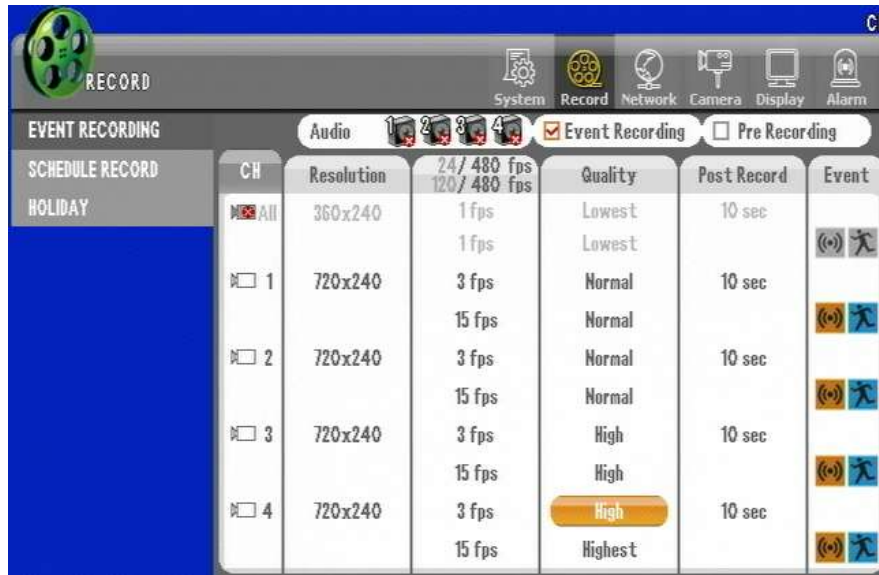 C
RECORD
System Record Network Camera Display Alarm
EVENT RECORDING
Audio 1 2 3 4 Event Recording Pre Recording
SCHEDULE RECORD
HOLIDAY
CH Resolution 24/ 480 fps Quality Post Record Event
120/ 480 fps
All 360x240 1 fps Lowest 10 sec
1 fps Lowest
1 720x240 3 fps Normal 10 sec
15 fps Normal
2 720x240 3 fps Normal 10 sec
15 fps Normal
3 720x240 3 fps High 10 sec
15 fps High
4 720x240 3 fps High 10 sec
15 fps Highest